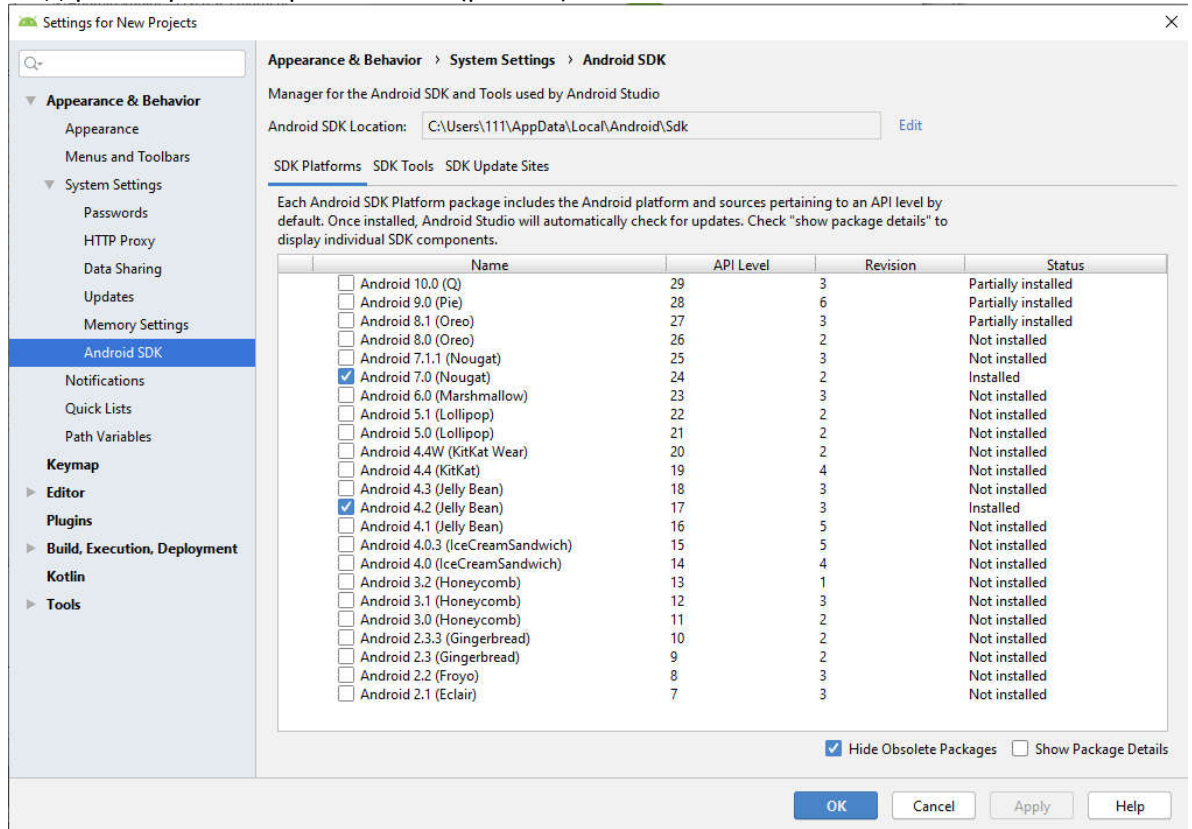 Settings for New Projects
Appearance & Behavior > System Settings > Android SDK
Manager for the Android SDK and Tools used by Android Studio
Android SDK Location: C:\Users\111\AppData\Local\Android\Sdk Edit
SDK Platforms SDK Tools SDK Update Sites
Each Android SDK Platform package includes the Android platform and sources pertaining to an API level by
default. Once installed, Android Studio will automatically check for updates. Check "show package details" to
display individual SDK components.
Appearance & Behavior
Appearance
Menus and Toolbars
System Settings
Passwords
HTTP Proxy
Data Sharing
Updates
Memory Settings
Android SDK
Notifications
Quick Lists
Path Variables
Keymap
Editor
Plugins
Build, Execution, Deployment
Kotlin
Tools
Name API Level Revision Status
Android 10.0 (Q) 29 3 Partially installed
Android 9.0 (Pie) 28 6 Partially installed
Android 8.1 (Oreo) 27 3 Partially installed
Android 8.0 (Oreo) 26 2 Not installed
Android 7.1.1 (Nougat) 25 3 Not installed
Android 7.0 (Nougat) 24 2 Installed
Android 6.0 (Marshmallow) 23 3 Not installed
Android 5.1 (Lollipop) 22 2 Not installed
Android 5.0 (Lollipop) 21 2 Not installed
Android 4.4W (KitKat Wear) 20 2 Not installed
Android 4.4 (KitKat) 19 4 Not installed
Android 4.3 (Jelly Bean) 18 3 Not installed
Android 4.2 (Jelly Bean) 17 3 Installed
Android 4.1 (Jelly Bean) 16 5 Not installed
Android 4.0.3 (IceCreamSandwich) 15 5 Not installed
Android 4.0 (IceCreamSandwich) 14 4 Not installed
Android 3.2 (Honeycomb) 13 1 Not installed
Android 3.1 (Honeycomb) 12 3 Not installed
Android 3.0 (Honeycomb) 11 2 Not installed
Android 2.3.3 (Gingerbread) 10 2 Not installed
Android 2.3 (Gingerbread) 9 2 Not installed
Android 2.2 (Froyo) 8 3 Not installed
Android 2.1 (Eclair) 7 3 Not installed
Hide Obsolete Packages Show Package Details
OK Cancel Apply Help